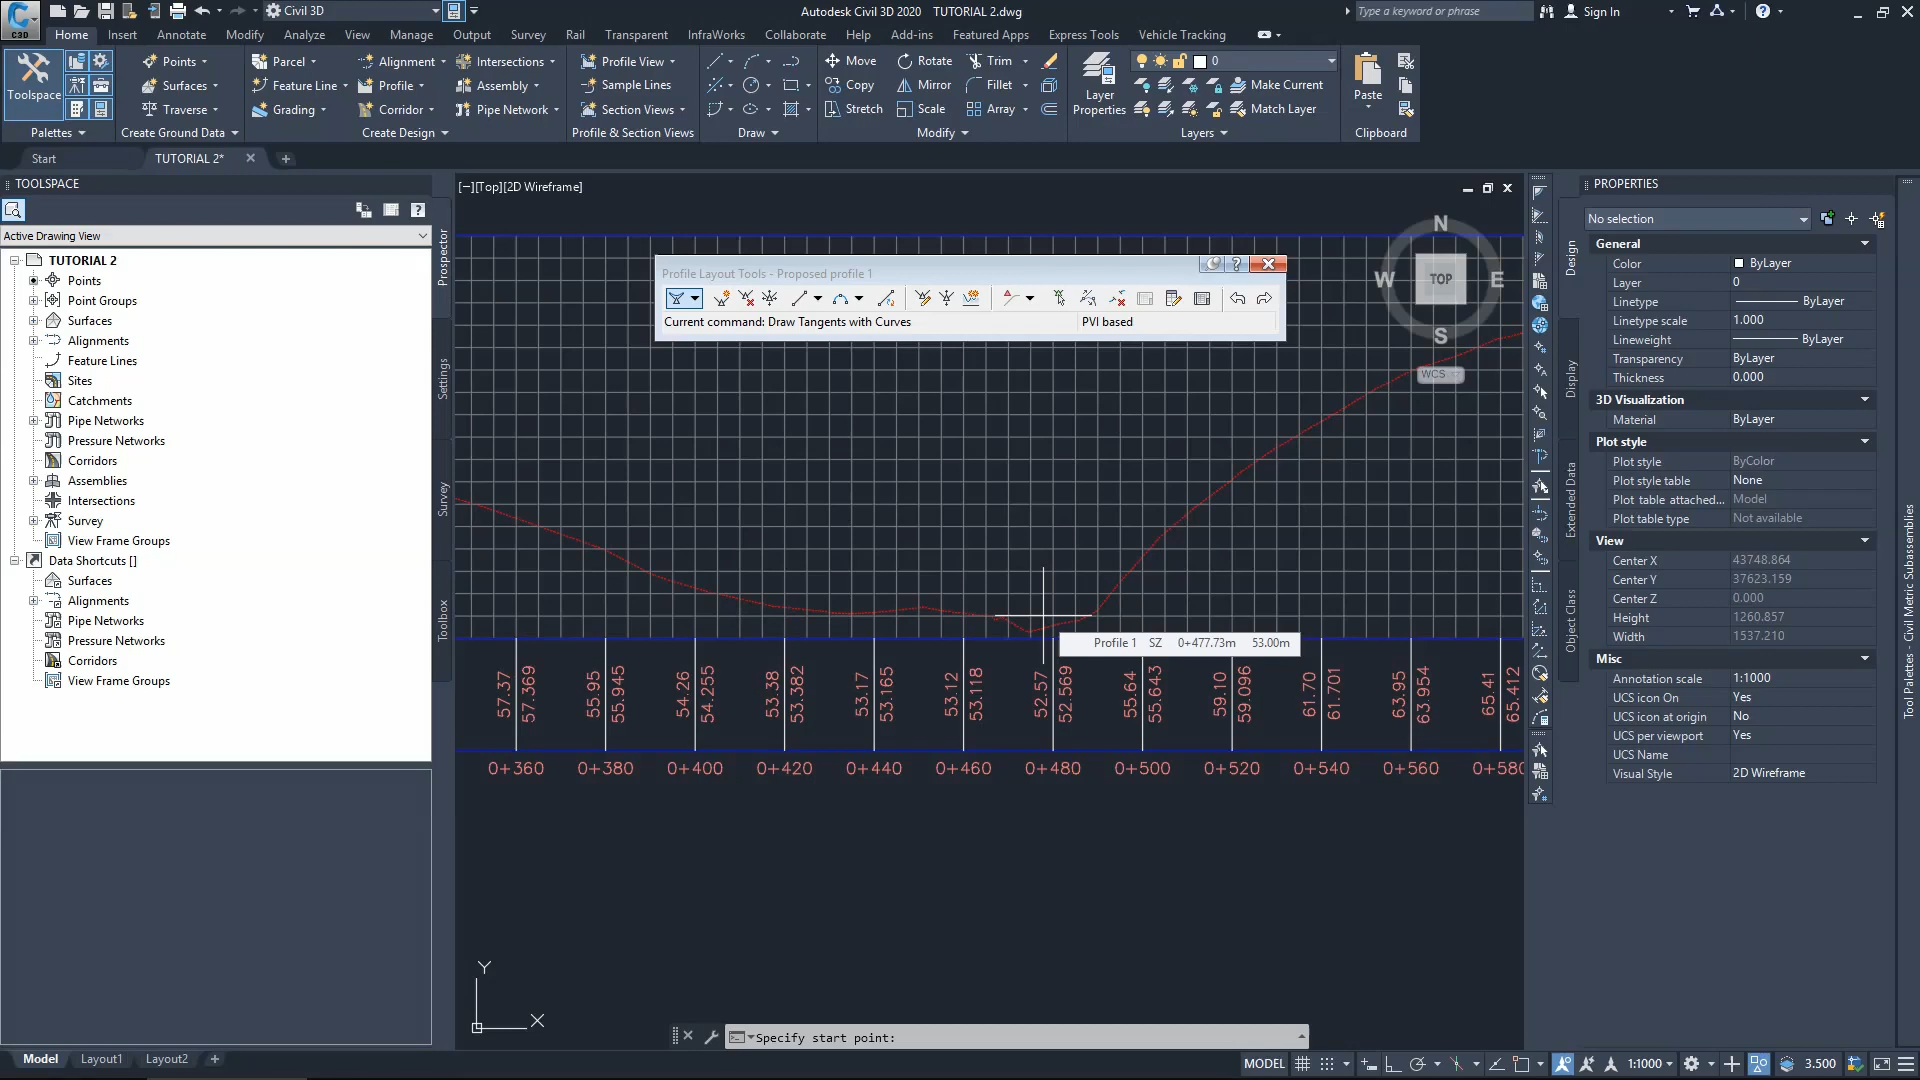 Civil 3D
Autodesk Civil 3D 2020 TUTORIAL 2.dwg
Type a keyword or phrase
Sign In
C3D
Home Insert Annotate Modify Analyze View Manage Output Survey Rail Transparent InfraWorks Collaborate Help Add-ins Featured Apps Express Tools Vehicle Tracking
Points Parcel Alignment Intersections Profile View Move Rotate Trim 0
Toolspace Surfaces Feature Line Profile Assembly Sample Lines Copy Mirror Fillet Layer Properties Make Current Paste
Traverse Grading Corridor Pipe Network Section Views Stretch Scale Array Match Layer
Palettes Create Ground Data Create Design Profile & Section Views Draw Modify Layers Clipboard
Start TUTORIAL 2*
TOOLSPACE
Active Drawing View
TUTORIAL 2
Points
Point Groups
Surfaces
Alignments
Feature Lines
Sites
Catchments
Pipe Networks
Pressure Networks
Corridors
Assemblies
Intersections
Survey
View Frame Groups
Data Shortcuts []
Surfaces
Alignments
Pipe Networks
Pressure Networks
Corridors
View Frame Groups
Prospector
Settings
Survey
Toolbox
[−][Top][2D Wireframe]
Profile Layout Tools - Proposed profile 1
Current command: Draw Tangents with Curves PVI based
N
W TOP E
S
WCS
Profile 1 SZ 0+477.73m 53.00m
57.37 57.369 55.95 55.945 54.26 54.255 53.38 53.382 53.17 53.165 53.12 53.118 52.57 52.569 55.64 55.643 59.10 59.096 61.70 61.701 63.95 63.954 65.41 65.412
0+360 0+380 0+400 0+420 0+440 0+460 0+480 0+500 0+520 0+540 0+560 0+580
Y
X
Specify start point:
PROPERTIES
No selection
General
Color ByLayer
Layer 0
Linetype ByLayer
Linetype scale 1.000
Lineweight ByLayer
Transparency ByLayer
Thickness 0.000
3D Visualization
Material ByLayer
Plot style
Plot style ByColor
Plot style table None
Plot table attached... Model
Plot table type Not available
View
Center X 43748.864
Center Y 37623.159
Center Z 0.000
Height 1260.857
Width 1537.210
Misc
Annotation scale 1:1000
UCS icon On Yes
UCS icon at origin No
UCS per viewport Yes
UCS Name
Visual Style 2D Wireframe
Design
Display
Extended Data
Object Class
Tool Palettes - Civil Metric Subassemblies
Model Layout1 Layout2
MODEL 1:1000 3.500